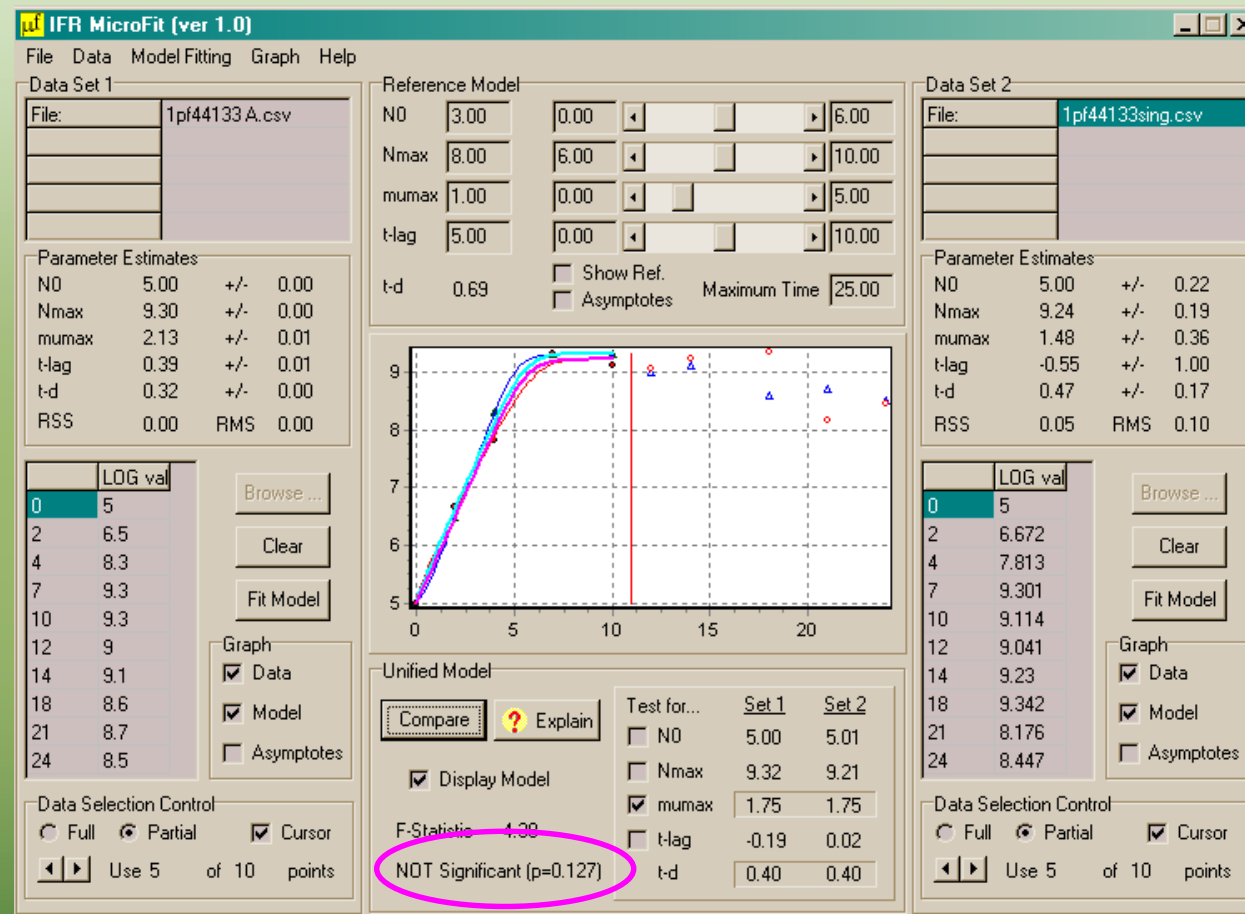 µf IFR MicroFit (ver 1.0)
File Data Model Fitting Graph Help
Data Set 1
File: 1pf44133 A.csv
Parameter Estimates
N0 5.00 +/- 0.00
Nmax 9.30 +/- 0.00
mumax 2.13 +/- 0.01
t-lag 0.39 +/- 0.01
t-d 0.32 +/- 0.00
RSS 0.00 RMS 0.00
LOG val
0 5
2 6.5
4 8.3
7 9.3
10 9.3
12 9
14 9.1
18 8.6
21 8.7
24 8.5
Browse ...
Clear
Fit Model
Graph
Data
Model
Asymptotes
Data Selection Control
Full Partial Cursor
Use 5 of 10 points
Reference Model
N0 3.00 0.00 6.00
Nmax 8.00 6.00 10.00
mumax 1.00 0.00 5.00
t-lag 5.00 0.00 10.00
t-d 0.69
Show Ref.
Asymptotes
Maximum Time 25.00
9
8
7
6
5
0 5 10 15 20
Unified Model
Compare ? Explain
Display Model
F-Statistic 4.39
NOT Significant (p=0.127)
Test for... Set 1 Set 2
N0 5.00 5.01
Nmax 9.32 9.21
mumax 1.75 1.75
t-lag -0.19 0.02
t-d 0.40 0.40
Data Set 2
File: 1pf44133sing.csv
Parameter Estimates
N0 5.00 +/- 0.22
Nmax 9.24 +/- 0.19
mumax 1.48 +/- 0.36
t-lag -0.55 +/- 1.00
t-d 0.47 +/- 0.17
RSS 0.05 RMS 0.10
LOG val
0 5
2 6.672
4 7.813
7 9.301
10 9.114
12 9.041
14 9.23
18 9.342
21 8.176
24 8.447
Browse ...
Clear
Fit Model
Graph
Data
Model
Asymptotes
Data Selection Control
Full Partial Cursor
Use 5 of 10 points